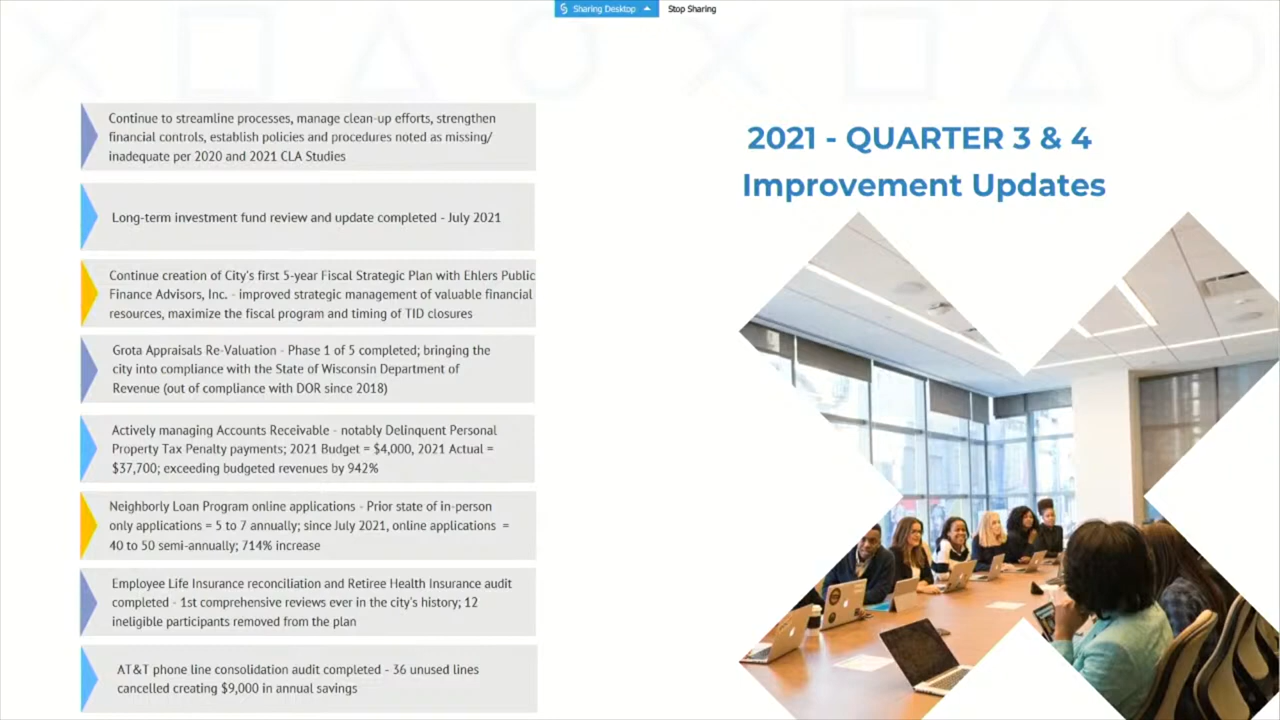 Sharing Desktop Stop Sharing
Continue to streamline processes, manage clean-up efforts, strengthen
financial controls, establish policies and procedures noted as missing/
inadequate per 2020 and 2021 CLA Studies
Long-term investment fund review and update completed - July 2021
Continue creation of City's first 5-year Fiscal Strategic Plan with Ehlers Public
Finance Advisors, Inc. - improved strategic management of valuable financial
resources, maximize the fiscal program and timing of TID closures
Grota Appraisals Re-Valuation - Phase 1 of 5 completed; bringing the
city into compliance with the State of Wisconsin Department of
Revenue (out of compliance with DOR since 2018)
Actively managing Accounts Receivable - notably Delinquent Personal
Property Tax Penalty payments; 2021 Budget = $4,000, 2021 Actual =
$37,700; exceeding budgeted revenues by 942%
Neighborly Loan Program online applications - Prior state of in-person
only applications = 5 to 7 annually; since July 2021, online applications =
40 to 50 semi-annually; 714% increase
Employee Life Insurance reconciliation and Retiree Health Insurance audit
completed - 1st comprehensive reviews ever in the city's history; 12
ineligible participants removed from the plan
AT&T phone line consolidation audit completed - 36 unused lines
cancelled creating $9,000 in annual savings
2021 - QUARTER 3 & 4
Improvement Updates